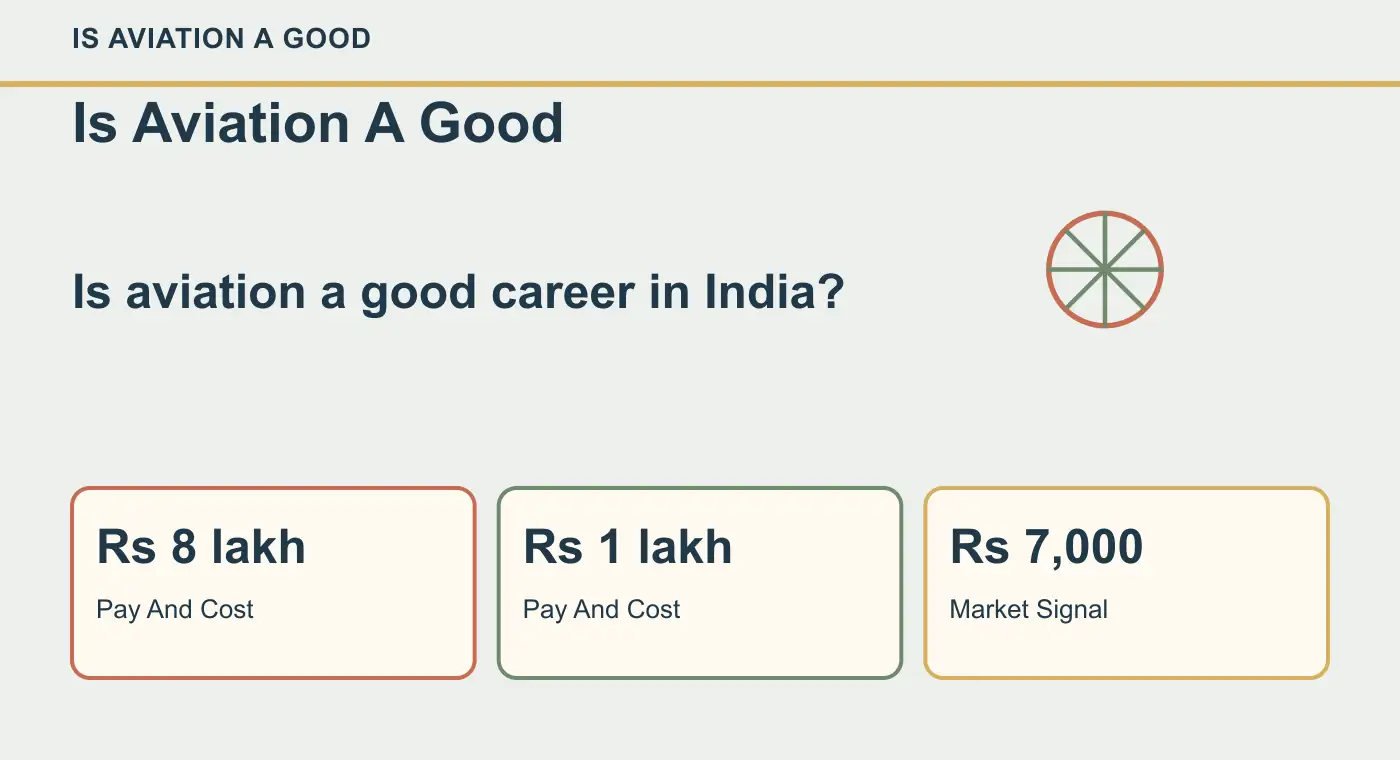 IS AVIATION A GOOD
Is Aviation A Good
Is aviation a good career in India?
Rs 8 lakh
Pay And Cost
Rs 1 lakh
Pay And Cost
Rs 7,000
Market Signal